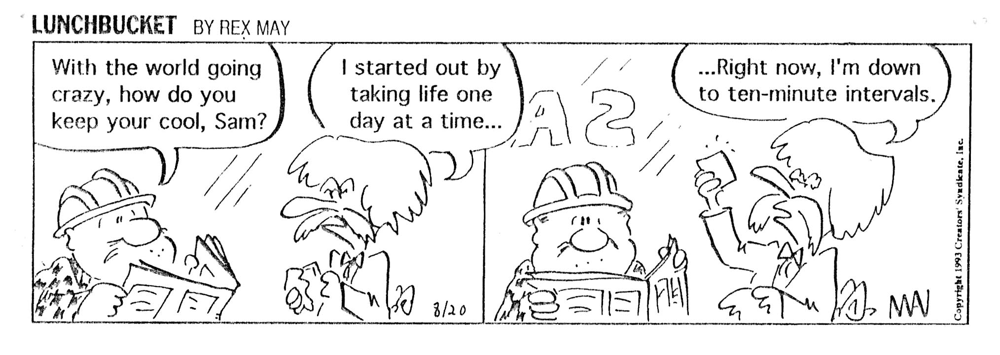 LUNCHBUCKET BY REX MAY
With the world going
crazy, how do you
keep your cool, Sam?
I started out by
taking life one
day at a time...
8/20
AS
...Right now, I'm down
to ten-minute intervals.
MAY
Copyright 1993 Creators' Syndicate, Inc.